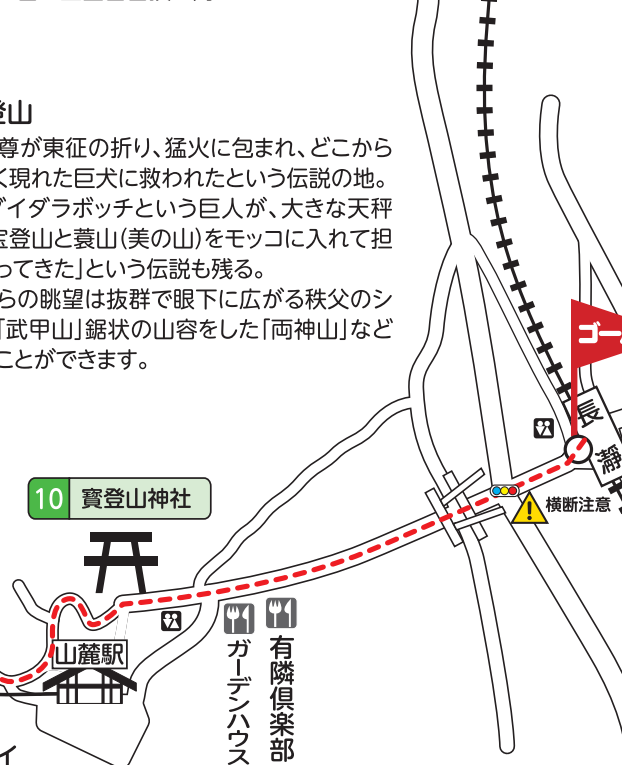 登山
尊が東征の折り、猛火に包まれ、どこから
く現れた巨犬に救われたという伝説の地。
ダイダラボッチという巨人が、大きな天秤
宝登山と蓑山(美の山)をモッコに入れて担
ってきた」という伝説も残る。
らの眺望は抜群で眼下に広がる秩父のシ
「武甲山」鋸状の山容をした「両神山」など
ことができます。
ゴー
長
瀞
横断注意
10 寳登山神社
山麓駅
ガーデンハウス
有隣倶楽部
イ